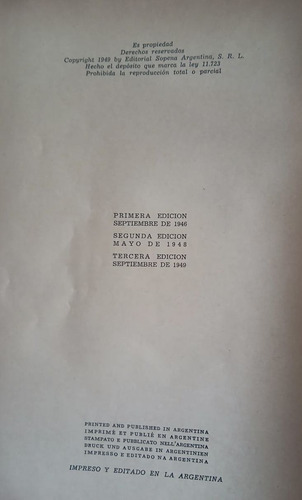 Es propiedad
Derechos reservados
Copyright 1949 by Editorial Sopena Argentina, S. R. L.
Hecho el depósito que marca la ley 11.723
Prohibida la reproducción total o parcial
PRIMERA EDICION
SEPTIEMBRE DE 1946
SEGUNDA EDICION
MAYO DE 1948
TERCERA EDICION
SEPTIEMBRE DE 1949
PRINTED AND PUBLISHED IN ARGENTINA
IMPRIMÉ ET PUBLIÉ EN ARGENTINE
STAMPATO E PUBBLICATO NELL'ARGENTINA
DRUCK UND AUSGABE IN ARGENTINIEN
IMPRESSO E EDITADO NA ARGENTINA
IMPRESO Y EDITADO EN LA ARGENTINA